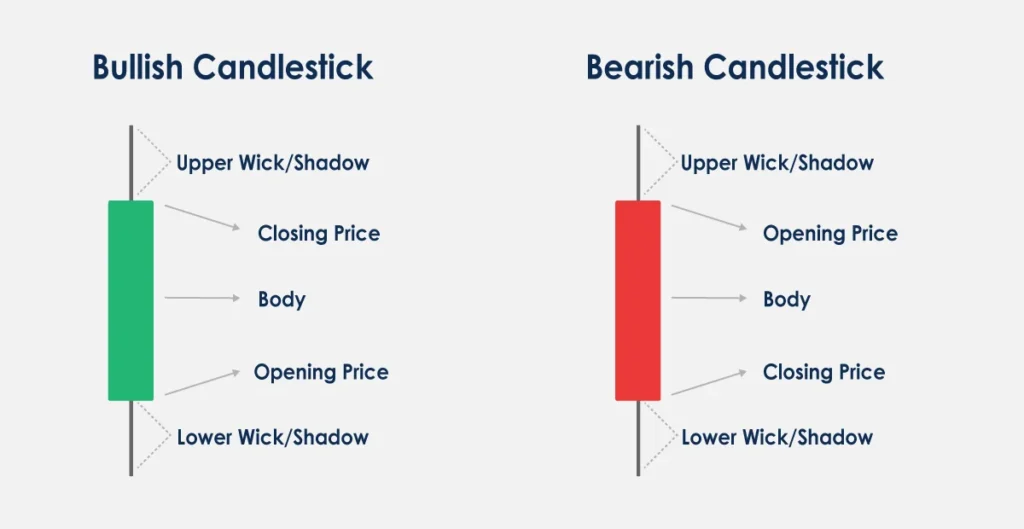 Bullish Candlestick
Upper Wick/Shadow
Closing Price
Body
Opening Price
Lower Wick/Shadow
Bearish Candlestick
Upper Wick/Shadow
Opening Price
Body
Closing Price
Lower Wick/Shadow